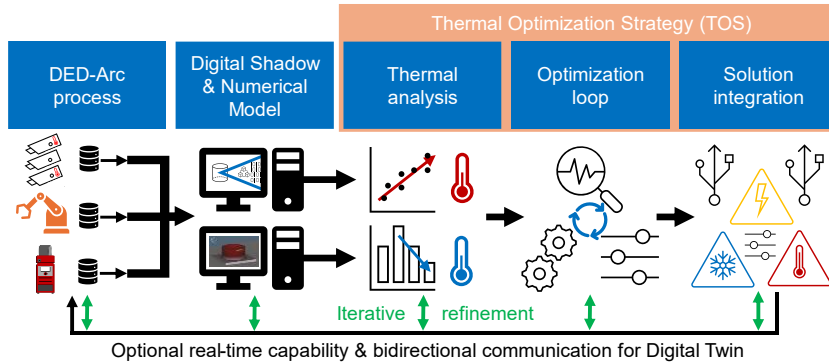 Thermal Optimization Strategy (TOS)
DED-Arc
process
Digital Shadow
& Numerical
Model
Thermal
analysis
Optimization
loop
Solution
integration
Iterative refinement
Optional real-time capability & bidirectional communication for Digital Twin